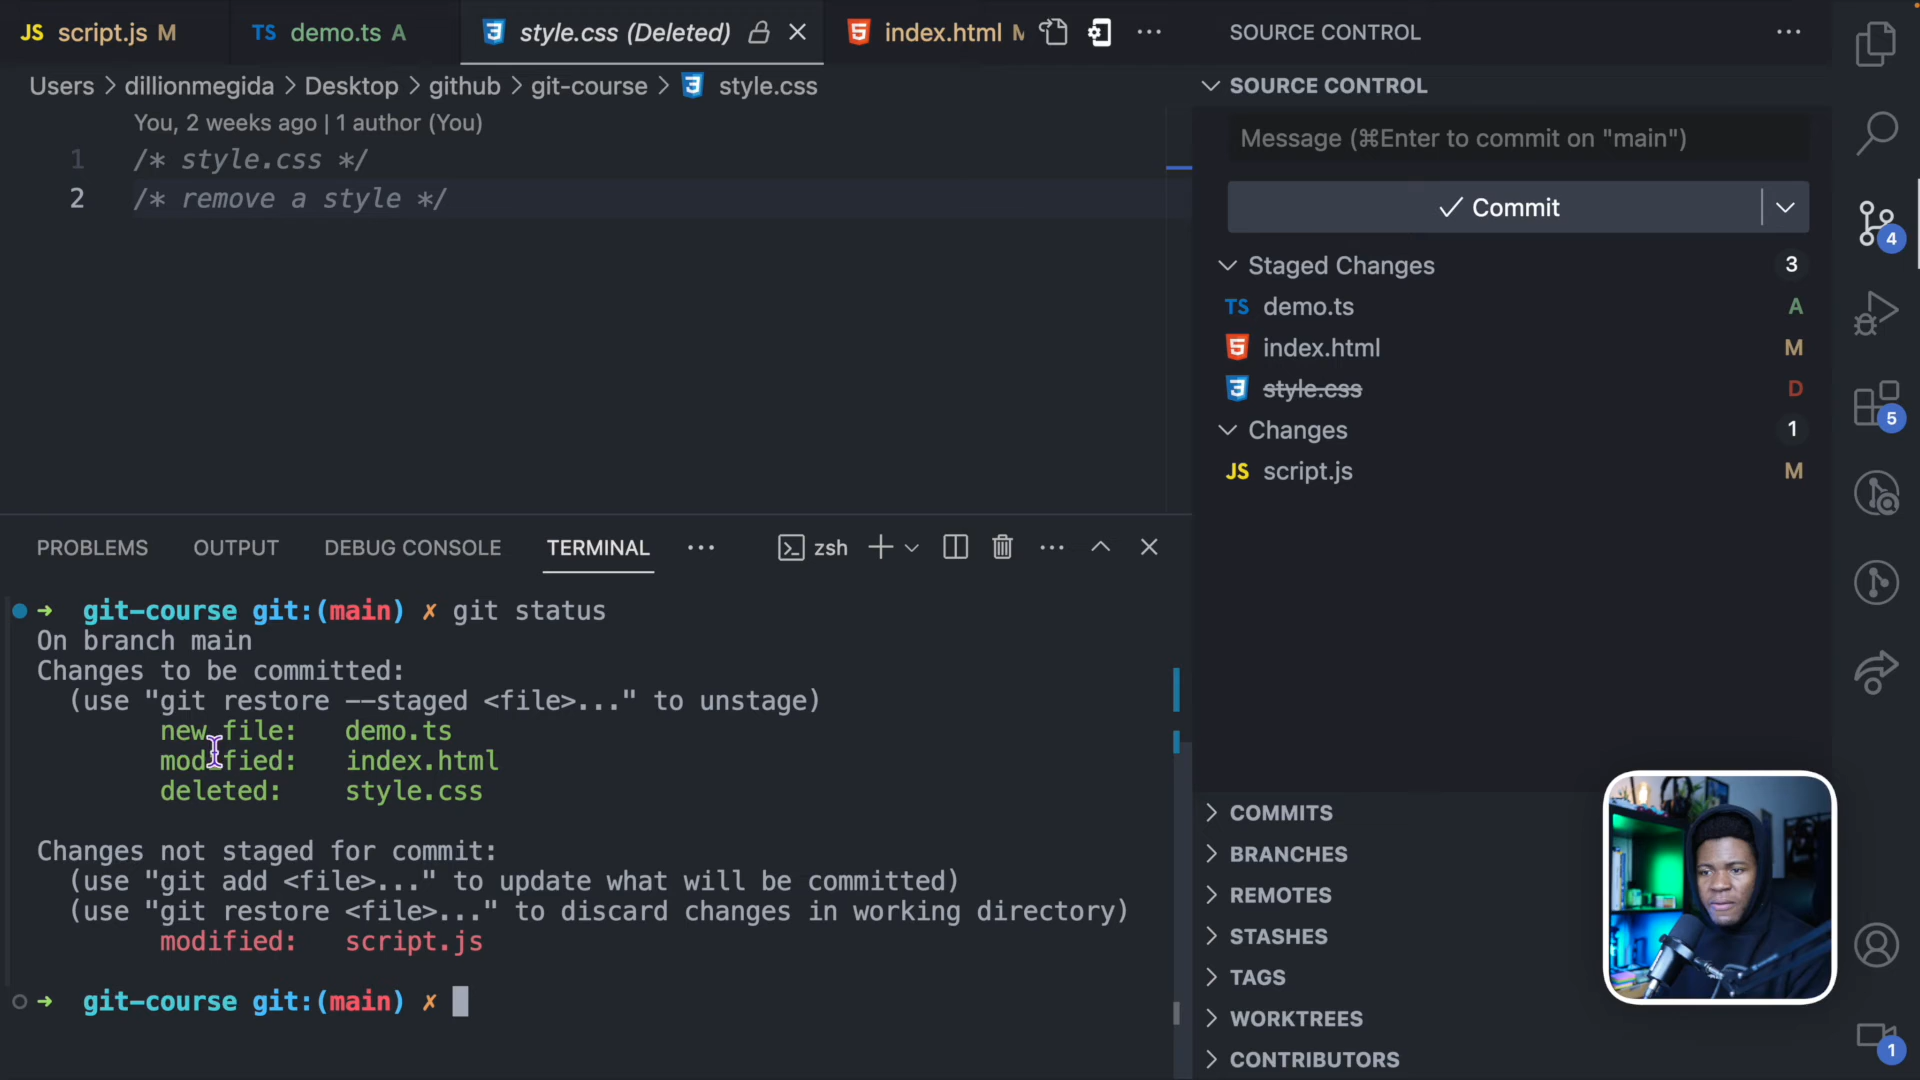 JS script.js M
TS demo.ts A
style.css (Deleted)
index.html M
SOURCE CONTROL
Users > dillionmegida > Desktop > github > git-course > style.css
SOURCE CONTROL
You, 2 weeks ago | 1 author (You)
1 /* style.css */
2 /* remove a style */
Message (⌘Enter to commit on "main")
Commit
Staged Changes 3
TS demo.ts A
index.html M
style.css D
Changes 1
JS script.js M
4
5
PROBLEMS OUTPUT DEBUG CONSOLE TERMINAL zsh
→ git-course git:(main) ✗ git status
On branch main
Changes to be committed:
(use "git restore --staged <file>..." to unstage)
new file: demo.ts
modified: index.html
deleted: style.css
Changes not staged for commit:
(use "git add <file>..." to update what will be committed)
(use "git restore <file>..." to discard changes in working directory)
modified: script.js
→ git-course git:(main) ✗
COMMITS
BRANCHES
REMOTES
STASHES
TAGS
WORKTREES
CONTRIBUTORS
1